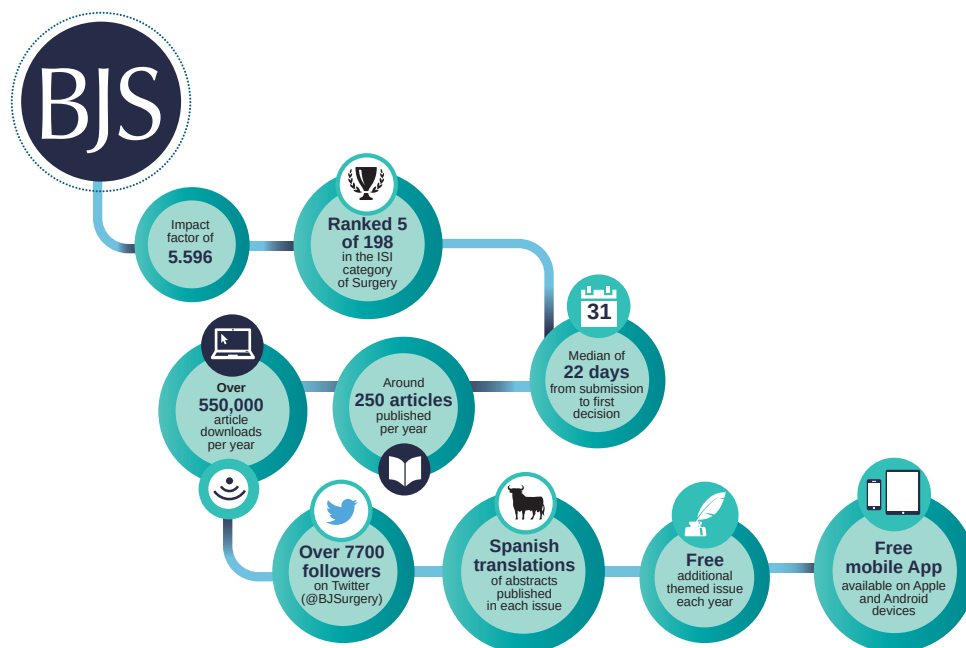 BJS
Impact
factor of
5.596
Ranked 5
of 198
in the ISI
category
of Surgery
31
Median of
22 days
from submission
to first
decision
Around
250 articles
published
per year
Over
550,000
article
downloads
per year
Over 7700
followers
on Twitter
(@BJSurgery)
Spanish
translations
of abstracts
published
in each issue
Free
additional
themed issue
each year
Free
mobile App
available on Apple
and Android
devices